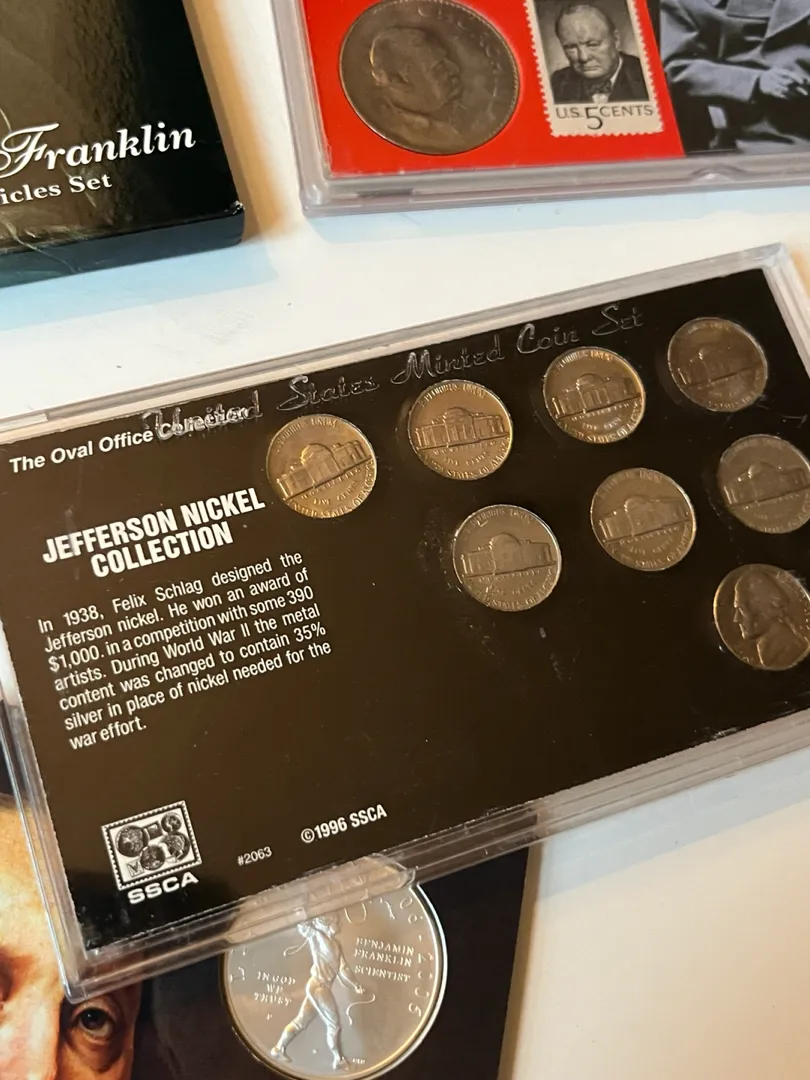 Franklin
icles Set
U.S. 5 CENTS
United States Minted Coin Set
The Oval Office Collection
JEFFERSON NICKEL
COLLECTION
In 1938, Felix Schlag designed the
Jefferson nickel. He won an award of
$1,000. in a competition with some 390
artists. During World War II the metal
content was changed to contain 35%
silver in place of nickel needed for the
war effort.
SSCA
#2063
©1996 SSCA
BENJAMIN
FRANKLIN
SCIENTIST
IN GOD
WE
TRUST